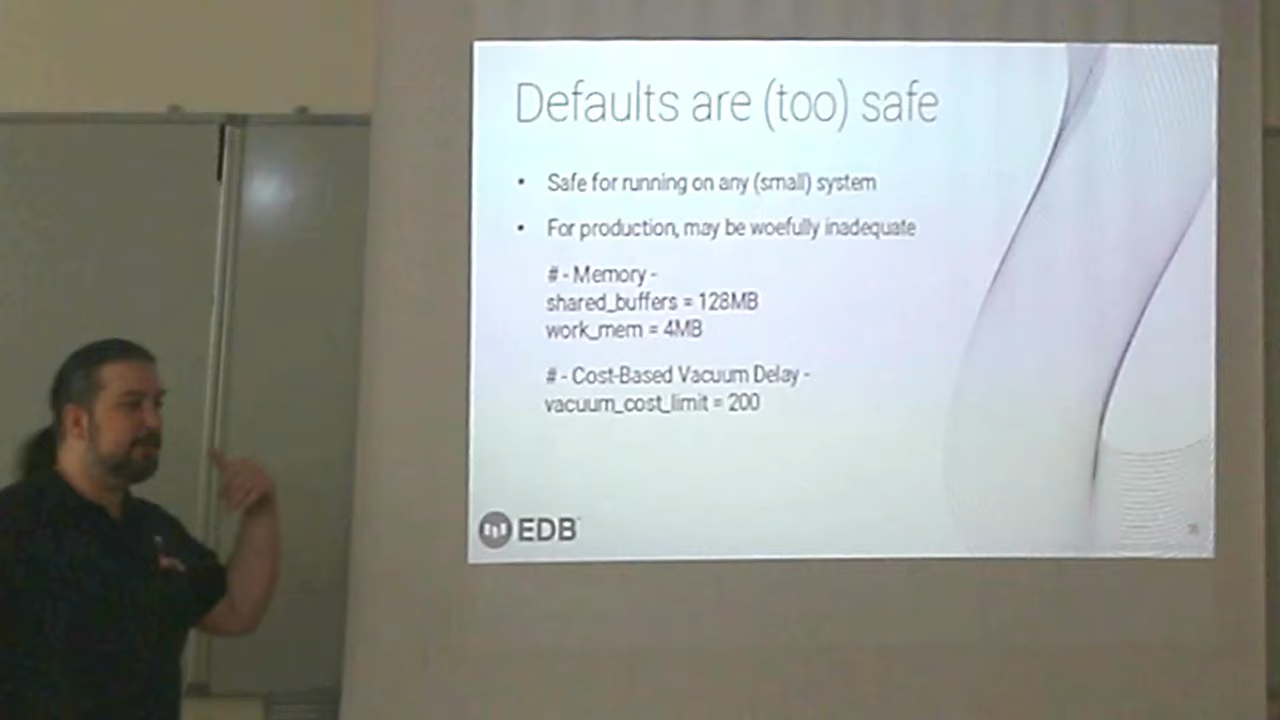 Defaults are (too) safe
• Safe for running on any (small) system
• For production, may be woefully inadequate
# - Memory -
shared_buffers = 128MB
work_mem = 4MB
# - Cost-Based Vacuum Delay -
vacuum_cost_limit = 200
EDB